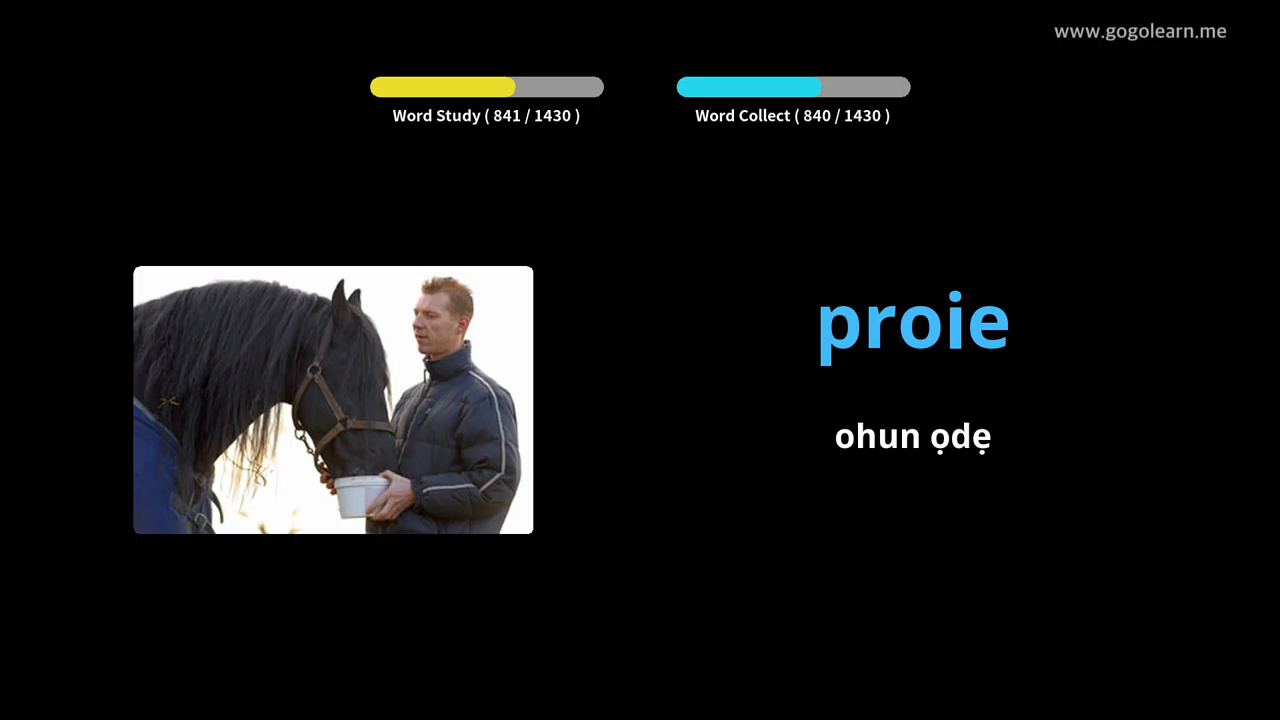 www.gogolearn.me
Word Study ( 841 / 1430 )
Word Collect ( 840 / 1430 )
proie
ohun ọdẹ